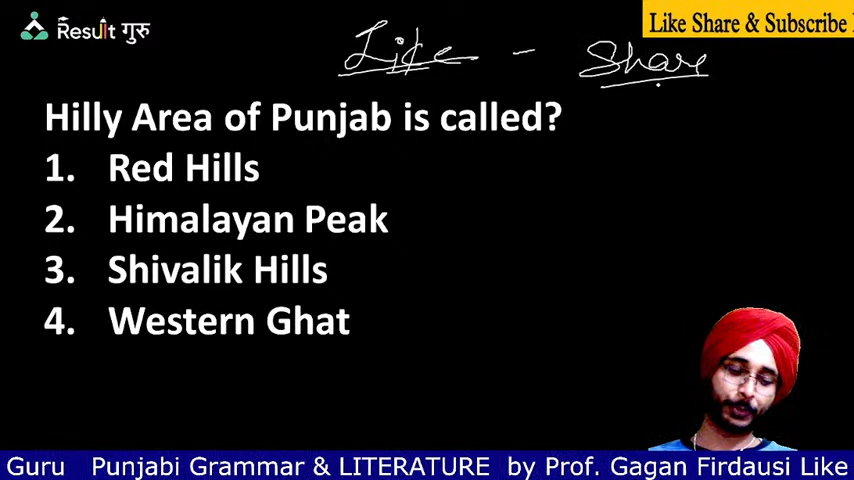 Result गुरु
Like Share & Subscribe
Like - Share
Hilly Area of Punjab is called?
1. Red Hills
2. Himalayan Peak
3. Shivalik Hills
4. Western Ghat
Guru Punjabi Grammar & LITERATURE by Prof. Gagan Firdausi Like